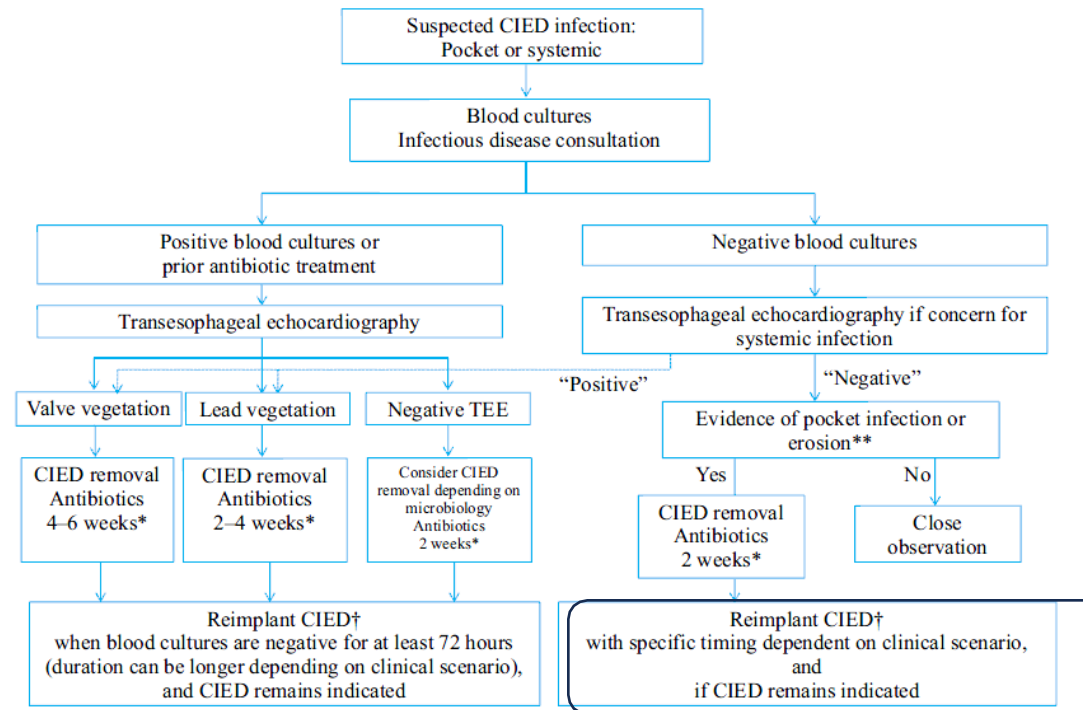 Suspected CIED infection:
Pocket or systemic
Blood cultures
Infectious disease consultation
Positive blood cultures or
prior antibiotic treatment
Negative blood cultures
Transesophageal echocardiography
Transesophageal echocardiography if concern for
systemic infection
“Positive”
“Negative”
Valve vegetation
Lead vegetation
Negative TEE
Evidence of pocket infection or
erosion**
CIED removal
Antibiotics
4–6 weeks*
CIED removal
Antibiotics
2–4 weeks*
Consider CIED
removal depending on
microbiology
Antibiotics
2 weeks*
Yes
No
CIED removal
Antibiotics
2 weeks*
Close
observation
Reimplant CIED†
when blood cultures are negative for at least 72 hours
(duration can be longer depending on clinical scenario),
and CIED remains indicated
Reimplant CIED†
with specific timing dependent on clinical scenario,
and
if CIED remains indicated